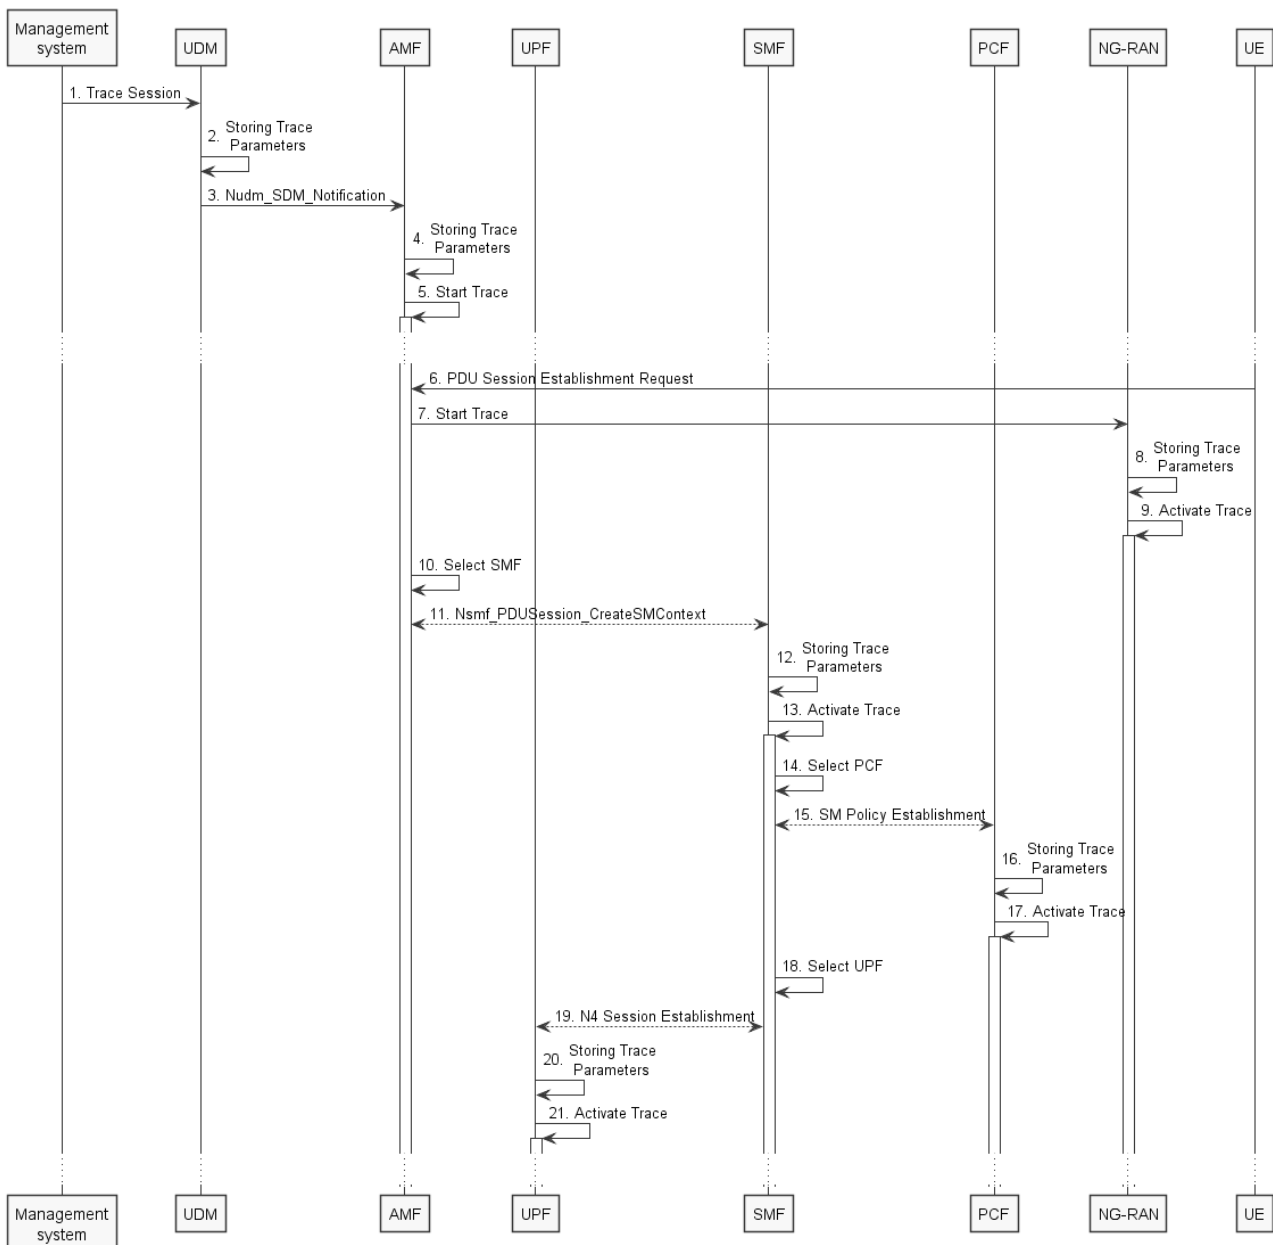 Management
system
UDM
AMF
UPF
SMF
PCF
NG-RAN
UE
1. Trace Session
2. Storing Trace
Parameters
3. Nudm_SDM_Notification
4. Storing Trace
Parameters
5. Start Trace
6. PDU Session Establishment Request
7. Start Trace
8. Storing Trace
Parameters
9. Activate Trace
10. Select SMF
11. Nsmf_PDUSession_CreateSMContext
12. Storing Trace
Parameters
13. Activate Trace
14. Select PCF
15. SM Policy Establishment
16. Storing Trace
Parameters
17. Activate Trace
18. Select UPF
19. N4 Session Establishment
20. Storing Trace
Parameters
21. Activate Trace
Management
system
UDM
AMF
UPF
SMF
PCF
NG-RAN
UE